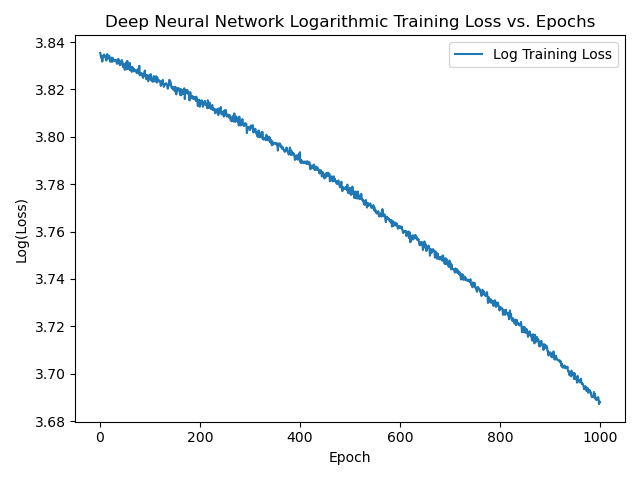 Deep Neural Network Logarithmic Training Loss vs. Epochs
Log Training Loss
3.84
3.82
3.80
3.78
3.76
3.74
3.72
3.70
3.68
Log(Loss)
0 200 400 600 800 1000
Epoch